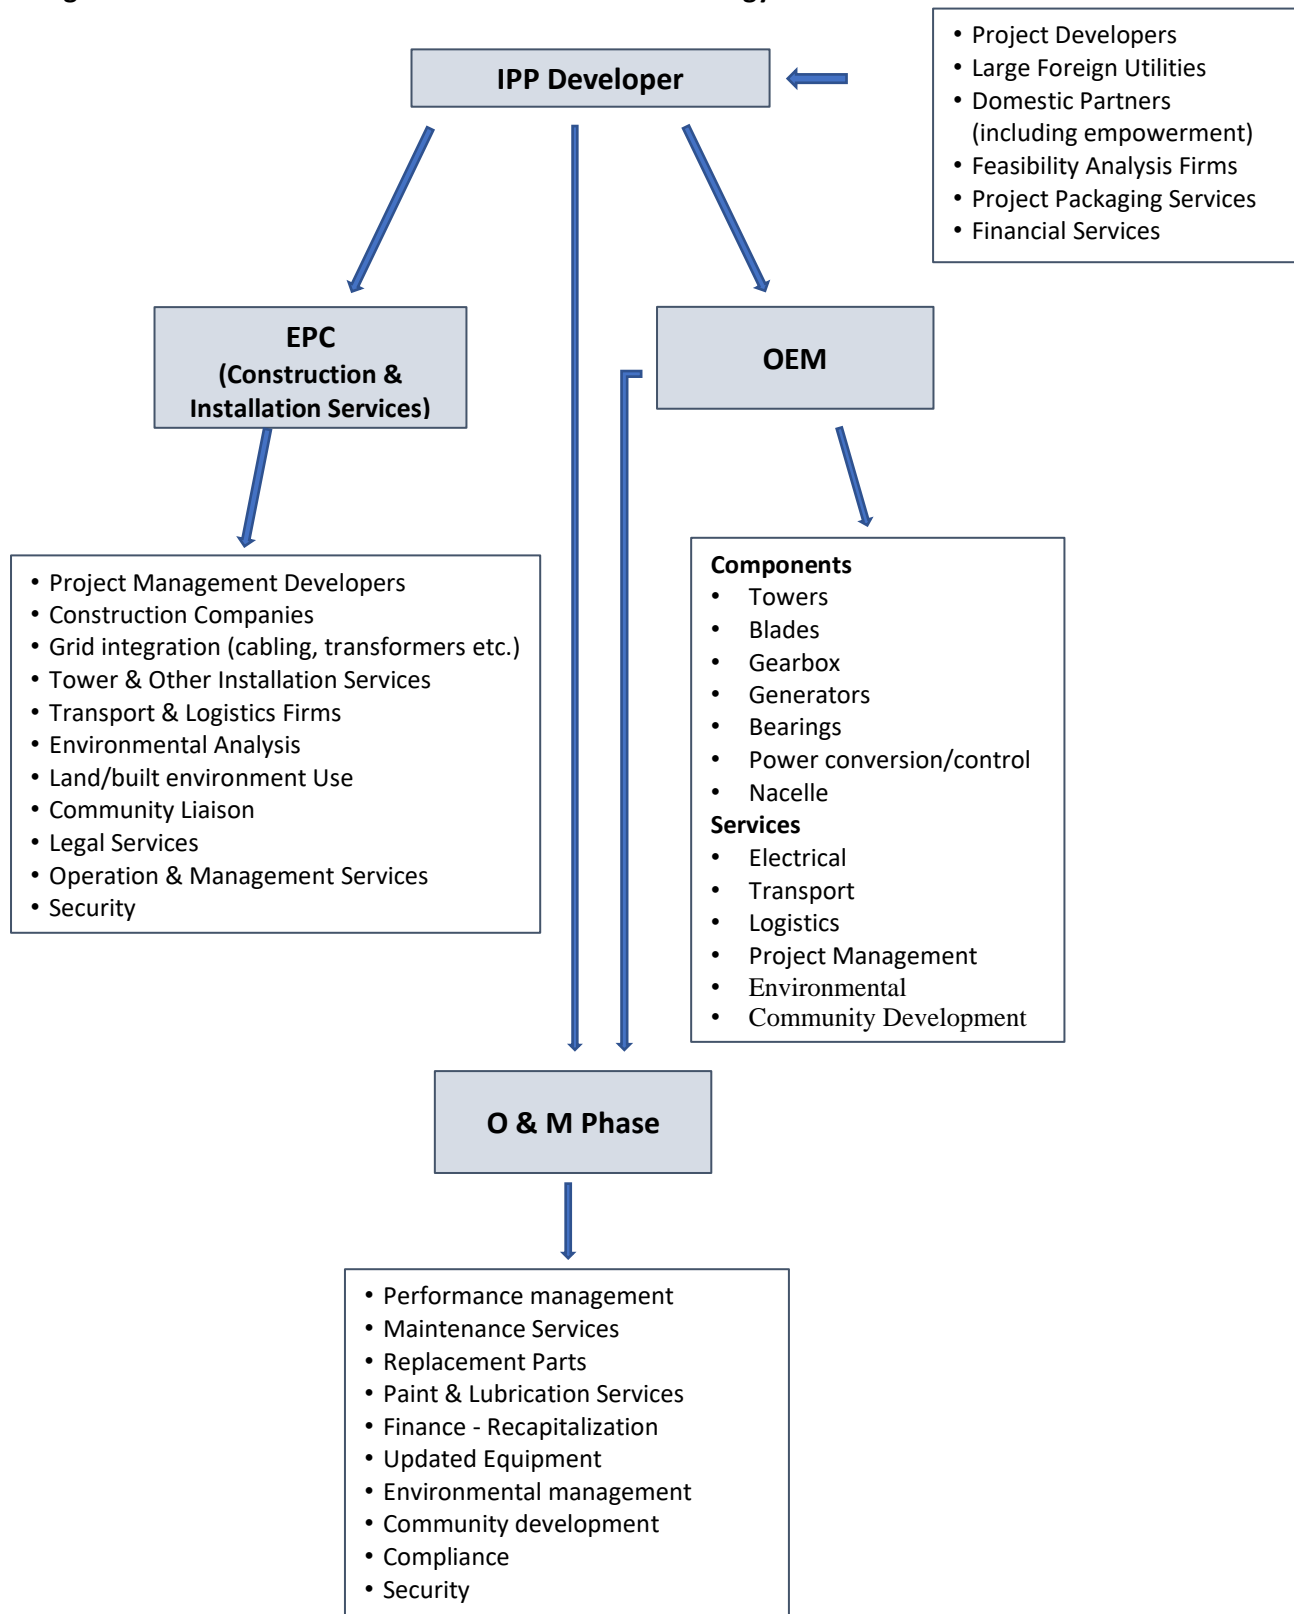 IPP Developer
• Project Developers
• Large Foreign Utilities
• Domestic Partners
(including empowerment)
• Feasibility Analysis Firms
• Project Packaging Services
• Financial Services
EPC
(Construction &
Installation Services)
OEM
• Project Management Developers
• Construction Companies
• Grid integration (cabling, transformers etc.)
• Tower & Other Installation Services
• Transport & Logistics Firms
• Environmental Analysis
• Land/built environment Use
• Community Liaison
• Legal Services
• Operation & Management Services
• Security
Components
• Towers
• Blades
• Gearbox
• Generators
• Bearings
• Power conversion/control
• Nacelle
Services
• Electrical
• Transport
• Logistics
• Project Management
• Environmental
• Community Development
O & M Phase
• Performance management
• Maintenance Services
• Replacement Parts
• Paint & Lubrication Services
• Finance - Recapitalization
• Updated Equipment
• Environmental management
• Community development
• Compliance
• Security